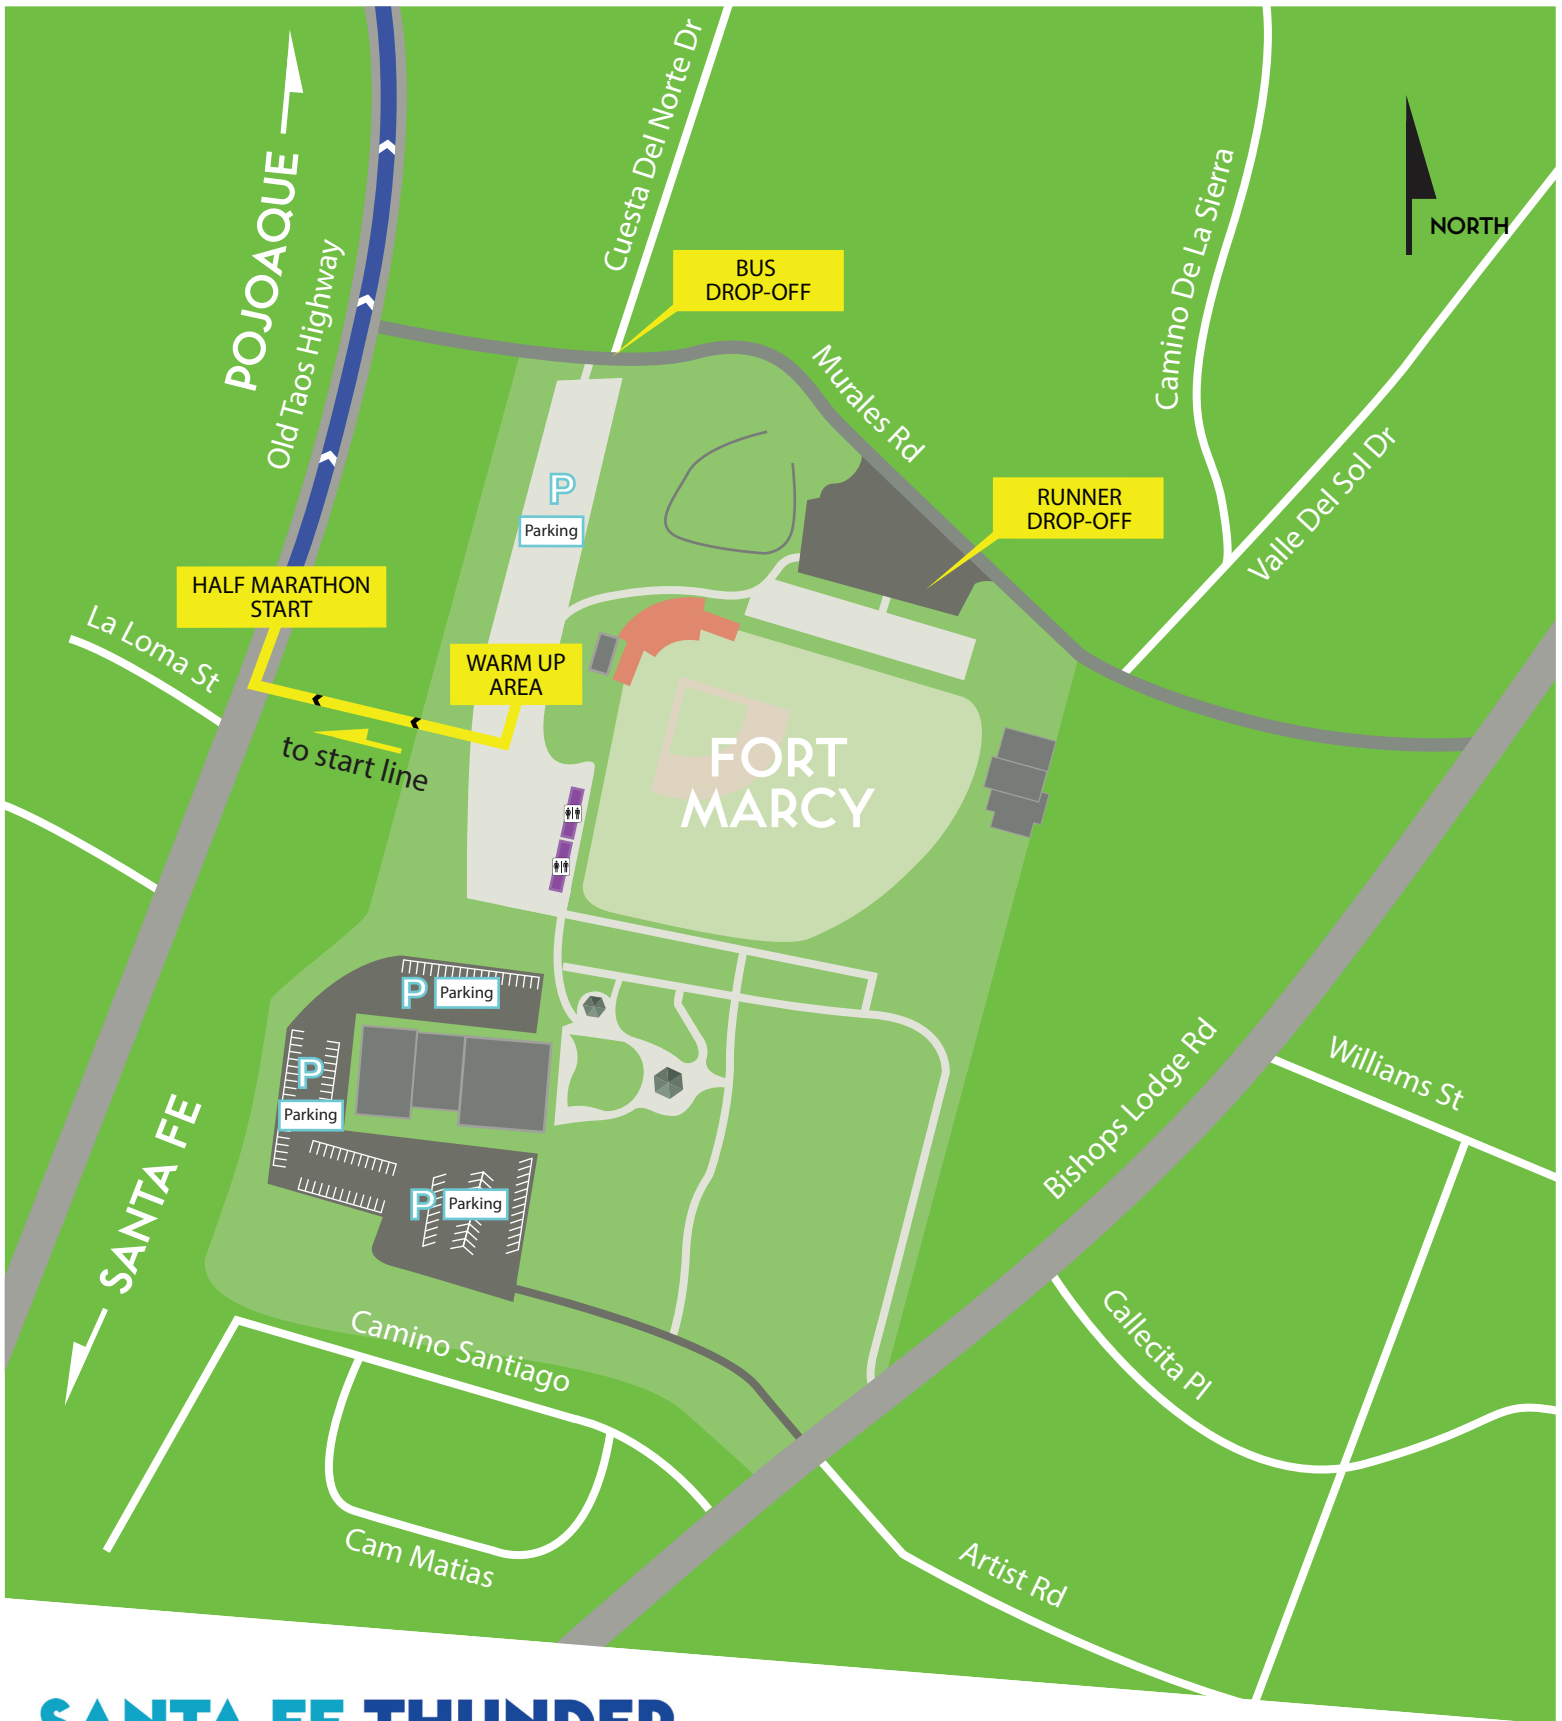 POJOAQUE
Old Taos Highway
Cuesta Del Norte Dr
BUS
DROP-OFF
Camino De La Sierra
NORTH
Murales Rd
Valle Del Sol Dr
RUNNER
DROP-OFF
P
Parking
HALF MARATHON
START
La Loma St
WARM UP
AREA
to start line
FORT
MARCY
P
Parking
P
Parking
P
Parking
SANTA FE
Bishops Lodge Rd
Williams St
Callecita Pl
Camino Santiago
Cam Matias
Artist Rd
SANTA FE THUNDER